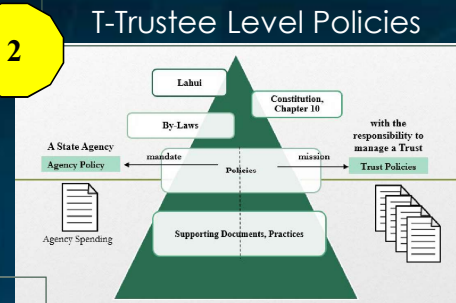 T-Trustee Level Policies
2
Lahui
Constitution,
Chapter 10
By-Laws
A State Agency
Agency Policy
mandate
Policies
mission
with the
responsibility to
manage a Trust
Trust Policies
Agency Spending
Supporting Documents, Practices